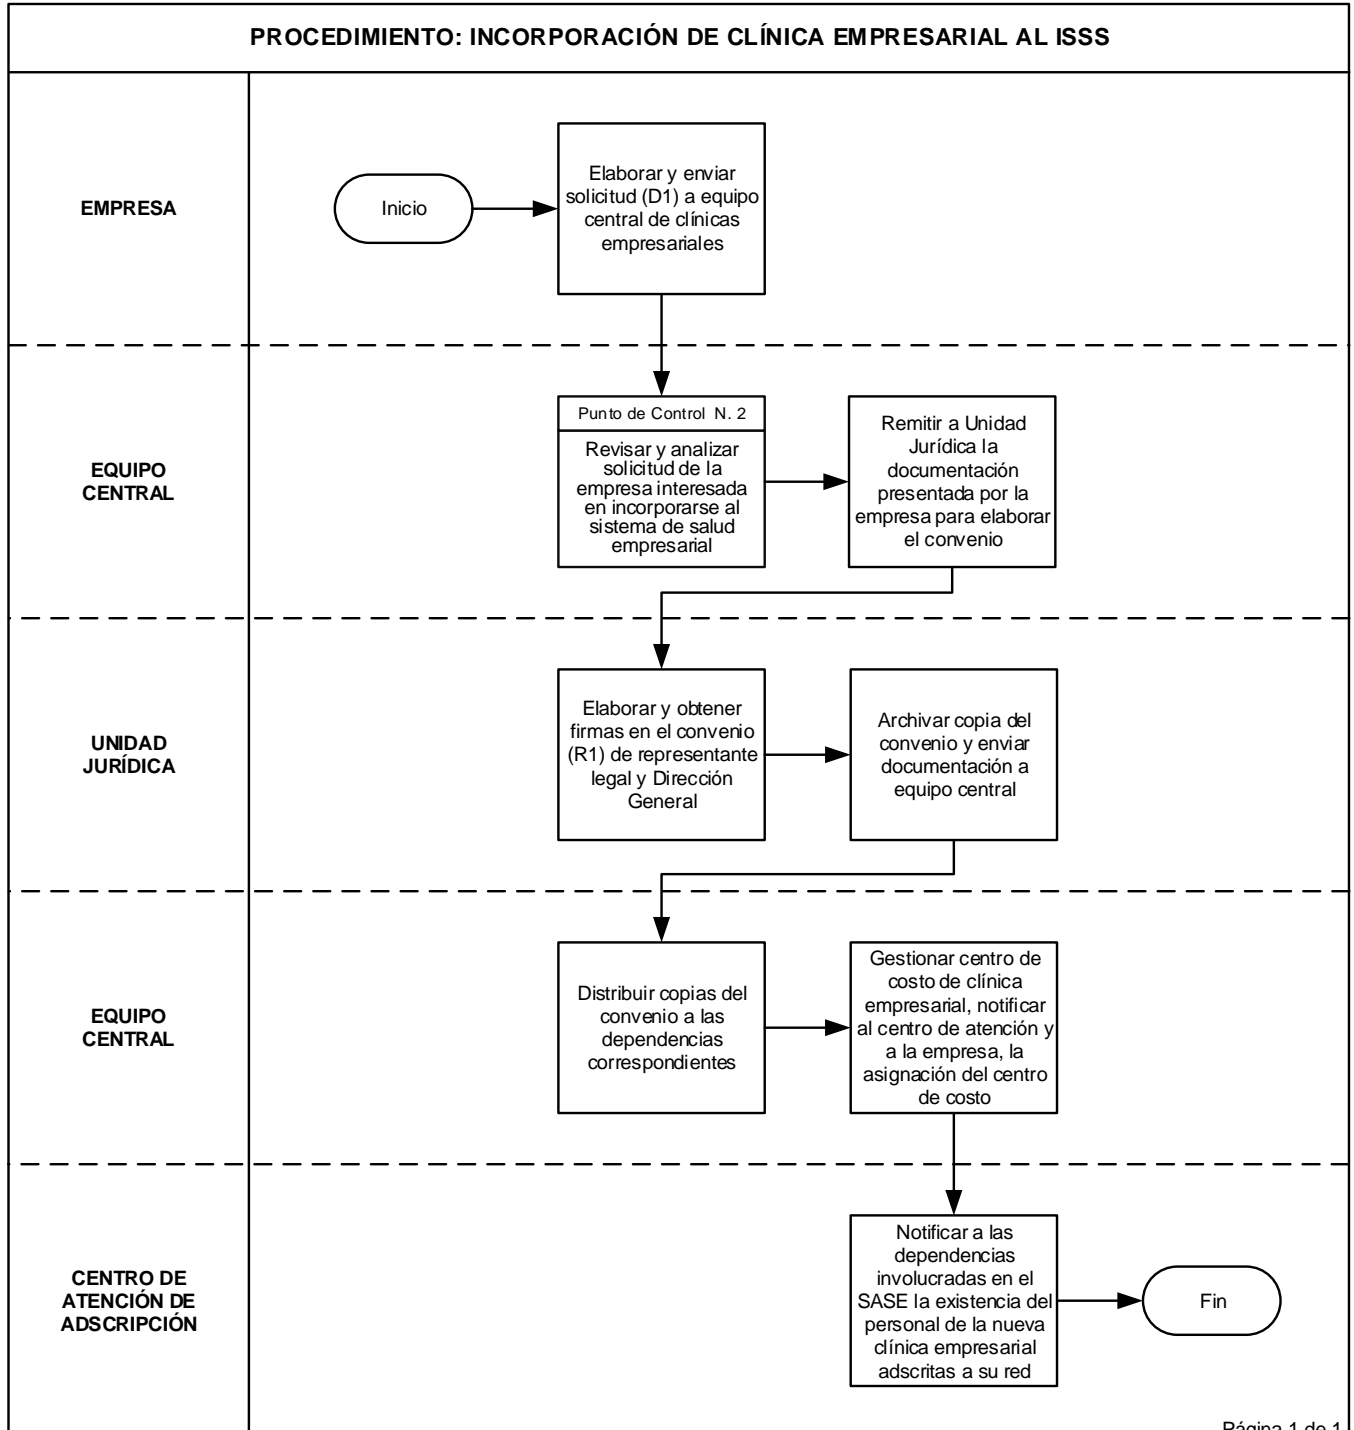 PROCEDIMIENTO: INCORPORACIÓN DE CLÍNICA EMPRESARIAL AL ISSS
EMPRESA
Inicio
Elaborar y enviar
solicitud (D1) a equipo
central de clínicas
empresariales
EQUIPO
CENTRAL
Punto de Control N. 2
Revisar y analizar
solicitud de la
empresa interesada
en incorporarse al
sistema de salud
empresarial
Remitir a Unidad
Jurídica la
documentación
presentada por la
empresa para elaborar
el convenio
UNIDAD
JURÍDICA
Elaborar y obtener
firmas en el convenio
(R1) de representante
legal y Dirección
General
Archivar copia del
convenio y enviar
documentación a
equipo central
EQUIPO
CENTRAL
Distribuir copias del
convenio a las
dependencias
correspondientes
Gestionar centro de
costo de clínica
empresarial, notificar
al centro de atención y
a la empresa, la
asignación del centro
de costo
CENTRO DE
ATENCIÓN DE
ADSCRIPCIÓN
Notificar a las
dependencias
involucradas en el
SASE la existencia del
personal de la nueva
clínica empresarial
adscritas a su red
Fin
Página 1 de 1